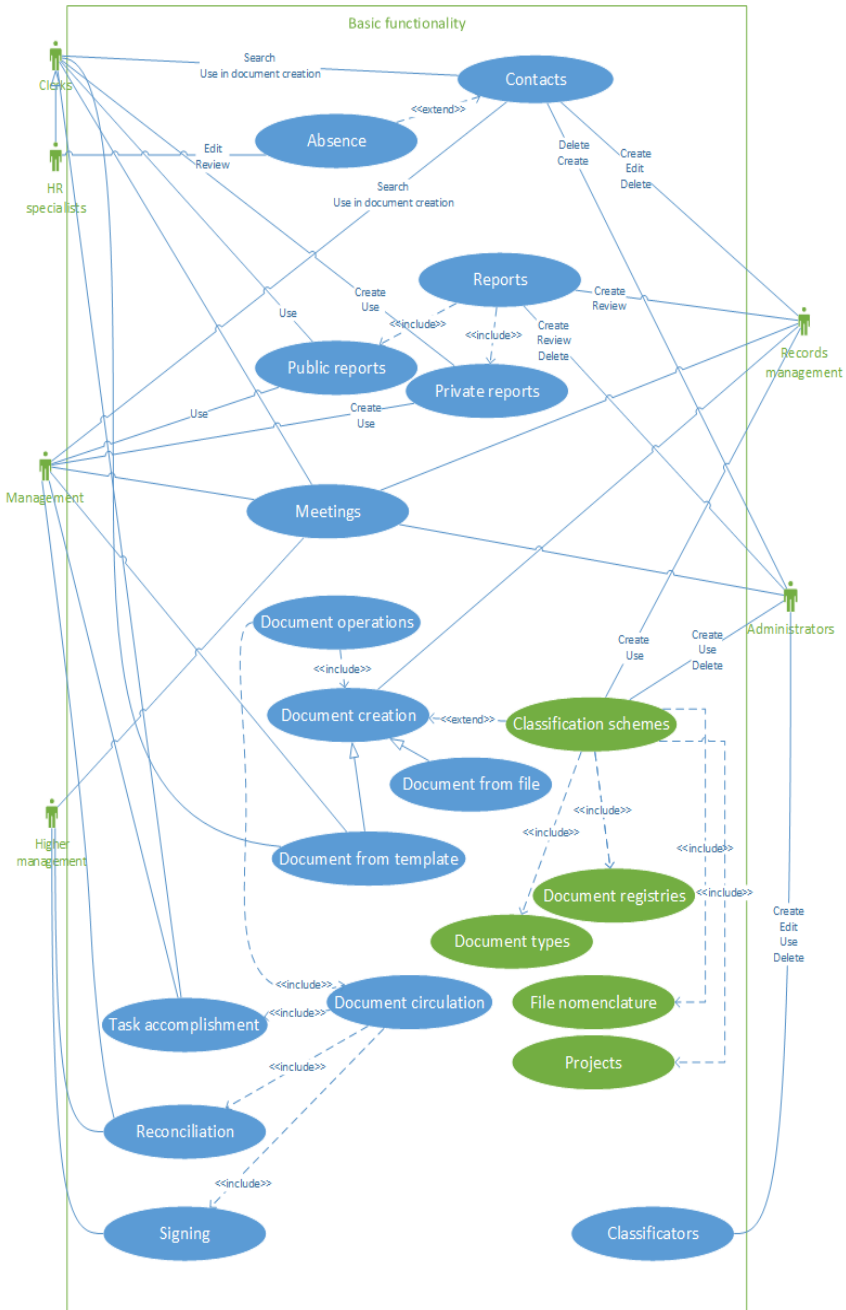 Basic functionality
Clerks
Search
Use in document creation
Contacts
<<extend>>
Absence
Edit
Review
HR
specialists
Delete
Create
Create
Edit
Delete
Search
Use in document creation
Reports
Create
Review
Create
Use
Use
<<include>>
<<include>>
Create
Review
Delete
Records
management
Public reports
Private reports
Use
Create
Use
Management
Meetings
Administrators
Document operations
<<include>>
Create
Use
Create
Use
Delete
Document creation
<<extend>>
Classification schemes
Document from file
Higher
management
Document from template
<<include>>
<<include>>
<<include>>
<<include>>
Document registries
Document types
Create
Edit
Use
Delete
<<include>>
Document circulation
File nomenclature
Task accomplishment
<<include>>
Projects
<<include>>
Reconciliation
<<include>>
Signing
Classificators